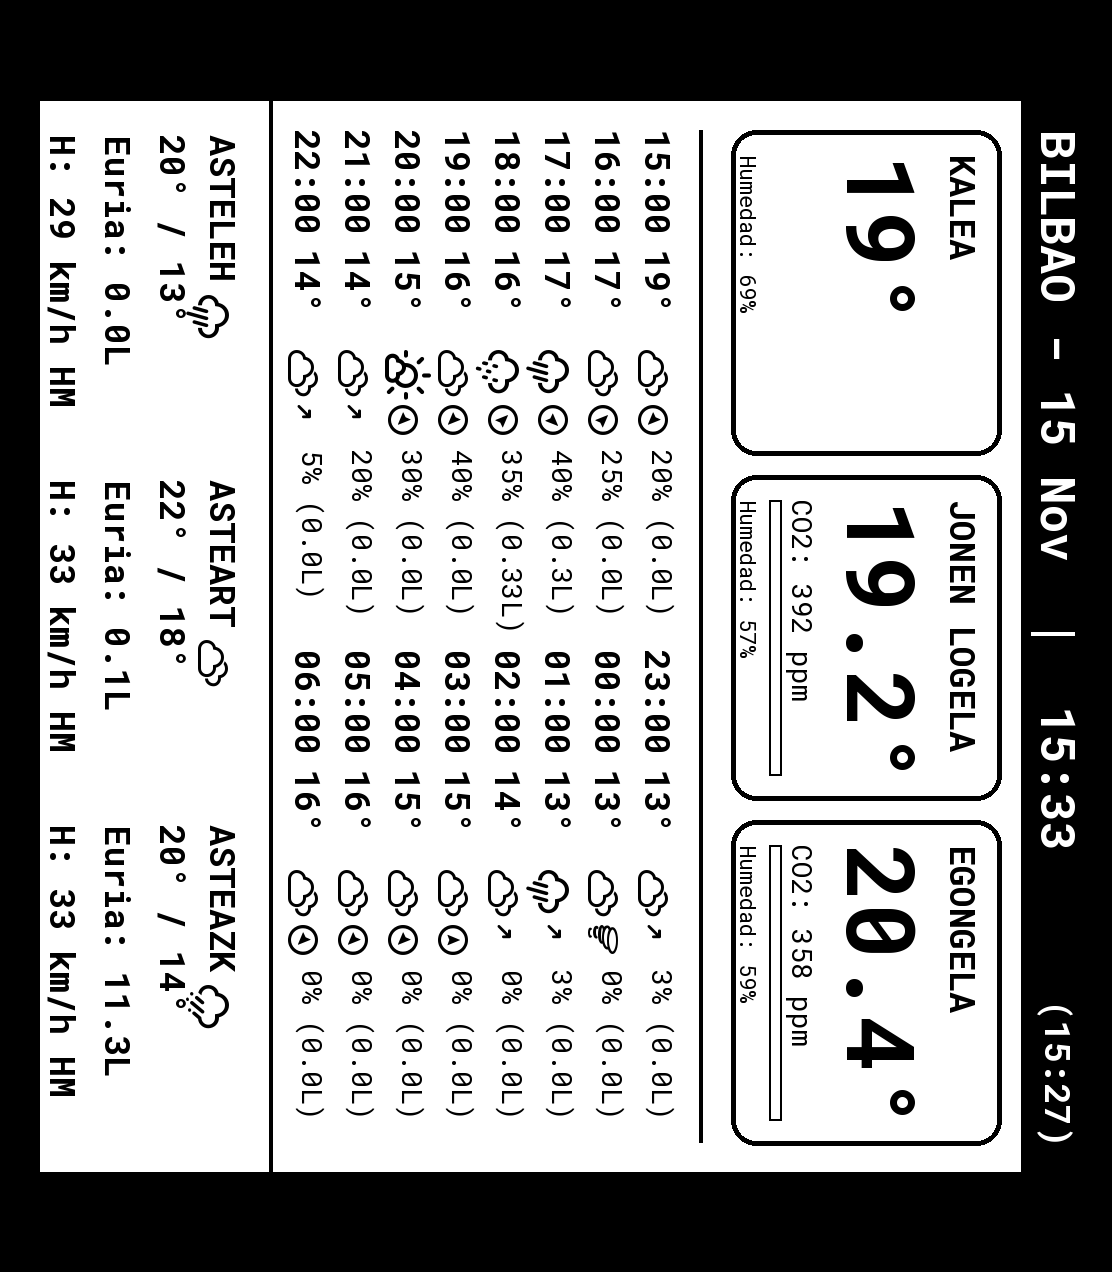 BILBAO - 15 Nov | 15:33 (15:27)
KALEA
19°
Humedad: 69%
JONEN LOGELA
19.2°
CO2: 392 ppm
Humedad: 57%
EGONGELA
20.4°
CO2: 358 ppm
Humedad: 59%
15:00 19° 20% (0.0L)
16:00 17° 25% (0.0L)
17:00 17° 40% (0.3L)
18:00 16° 35% (0.33L)
19:00 16° 40% (0.0L)
20:00 15° 30% (0.0L)
21:00 14° 20% (0.0L)
22:00 14° 5% (0.0L)
23:00 13° 3% (0.0L)
00:00 13° 0% (0.0L)
01:00 13° 3% (0.0L)
02:00 14° 0% (0.0L)
03:00 15° 0% (0.0L)
04:00 15° 0% (0.0L)
05:00 16° 0% (0.0L)
06:00 16° 0% (0.0L)
ASTELEH
20° / 13°
Euria: 0.0L
H: 29 km/h HM
ASTEART
22° / 18°
Euria: 0.1L
H: 33 km/h HM
ASTEAZK
20° / 14°
Euria: 11.3L
H: 33 km/h HM